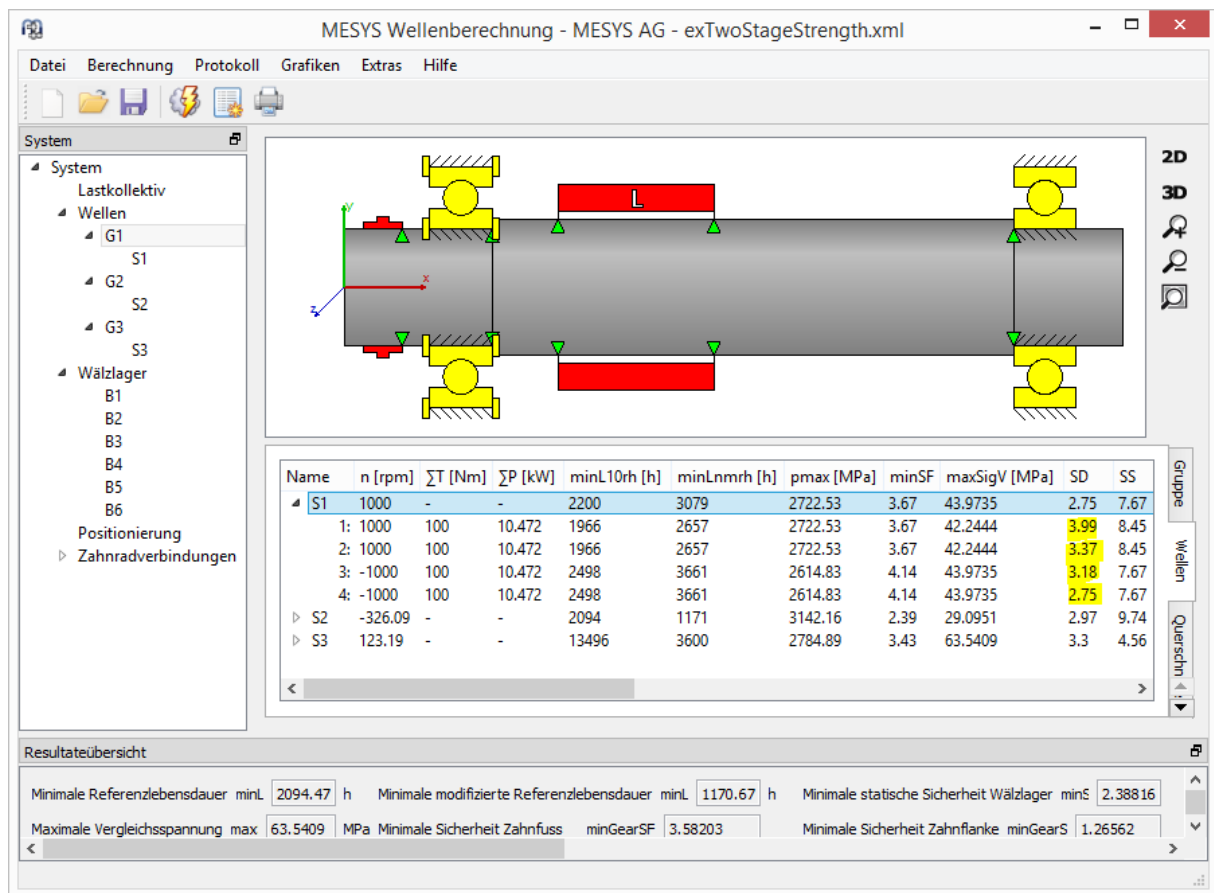 MESYS Wellenberechnung - MESYS AG - exTwoStageStrength.xml
Datei Berechnung Protokoll Grafiken Extras Hilfe
System
System
Lastkollektiv
Wellen
G1
S1
G2
S2
G3
S3
Wälzlager
B1
B2
B3
B4
B5
B6
Positionierung
Zahnradverbindungen
L
y
x
z
2D
3D
Name n [rpm] ∑T [Nm] ∑P [kW] minL10rh [h] minLnmrh [h] pmax [MPa] minSF maxSigV [MPa] SD SS
S1 1000 - - 2200 3079 2722.53 3.67 43.9735 2.75 7.67
1: 1000 100 10.472 1966 2657 2722.53 3.67 42.2444 3.99 8.45
2: 1000 100 10.472 1966 2657 2722.53 3.67 42.2444 3.37 8.45
3: -1000 100 10.472 2498 3661 2614.83 4.14 43.9735 3.18 7.67
4: -1000 100 10.472 2498 3661 2614.83 4.14 43.9735 2.75 7.67
S2 -326.09 - - 2094 1171 3142.16 2.39 29.0951 2.97 9.74
S3 123.19 - - 13496 3600 2784.89 3.43 63.5409 3.3 4.56
Gruppe
Wellen
Querschn
Resultateübersicht
Minimale Referenzlebensdauer minL 2094.47 h Minimale modifizierte Referenzlebensdauer minL 1170.67 h Minimale statische Sicherheit Wälzlager minS 2.38816
Maximale Vergleichsspannung max 63.5409 MPa Minimale Sicherheit Zahnfuss minGearSF 3.58203 Minimale Sicherheit Zahnflanke minGearS 1.26562